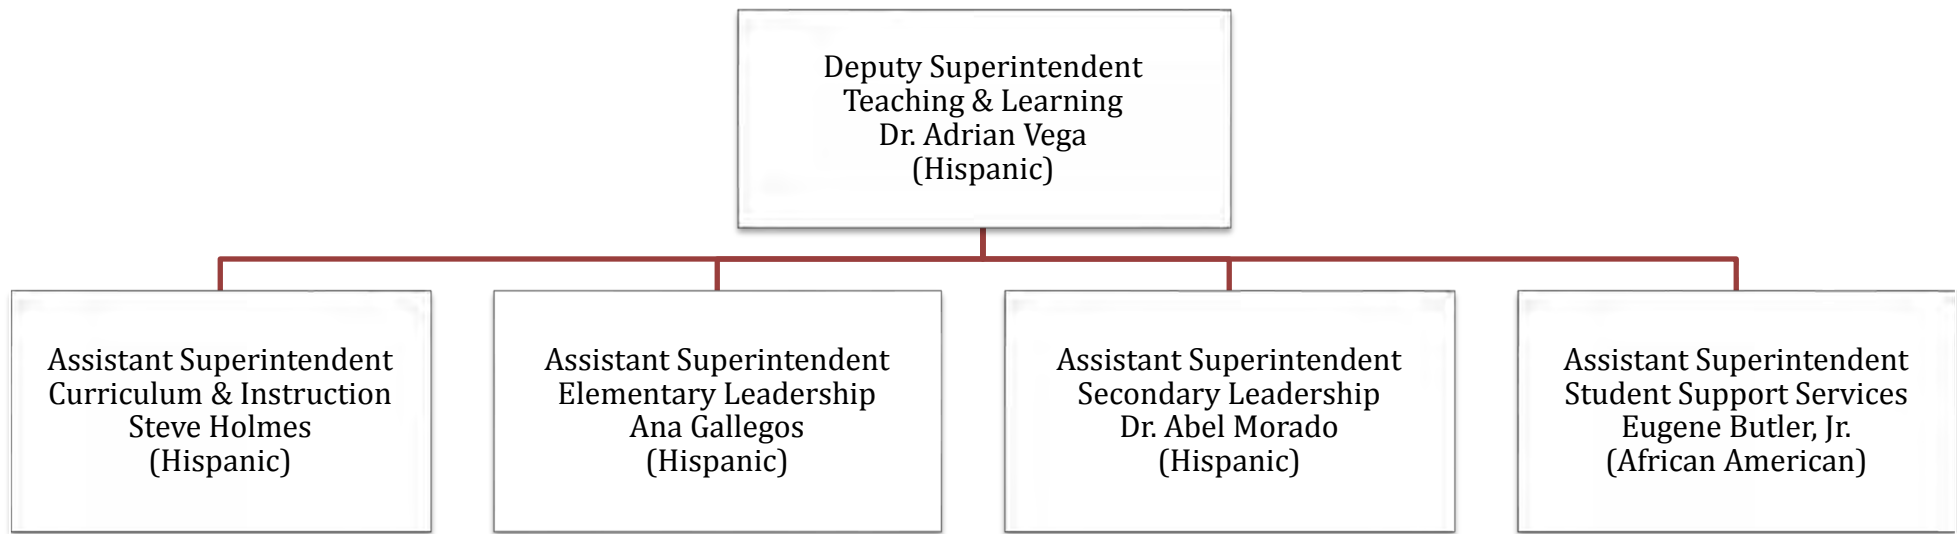 Deputy Superintendent
Teaching & Learning
Dr. Adrian Vega
(Hispanic)
Assistant Superintendent
Curriculum & Instruction
Steve Holmes
(Hispanic)
Assistant Superintendent
Elementary Leadership
Ana Gallegos
(Hispanic)
Assistant Superintendent
Secondary Leadership
Dr. Abel Morado
(Hispanic)
Assistant Superintendent
Student Support Services
Eugene Butler, Jr.
(African American)